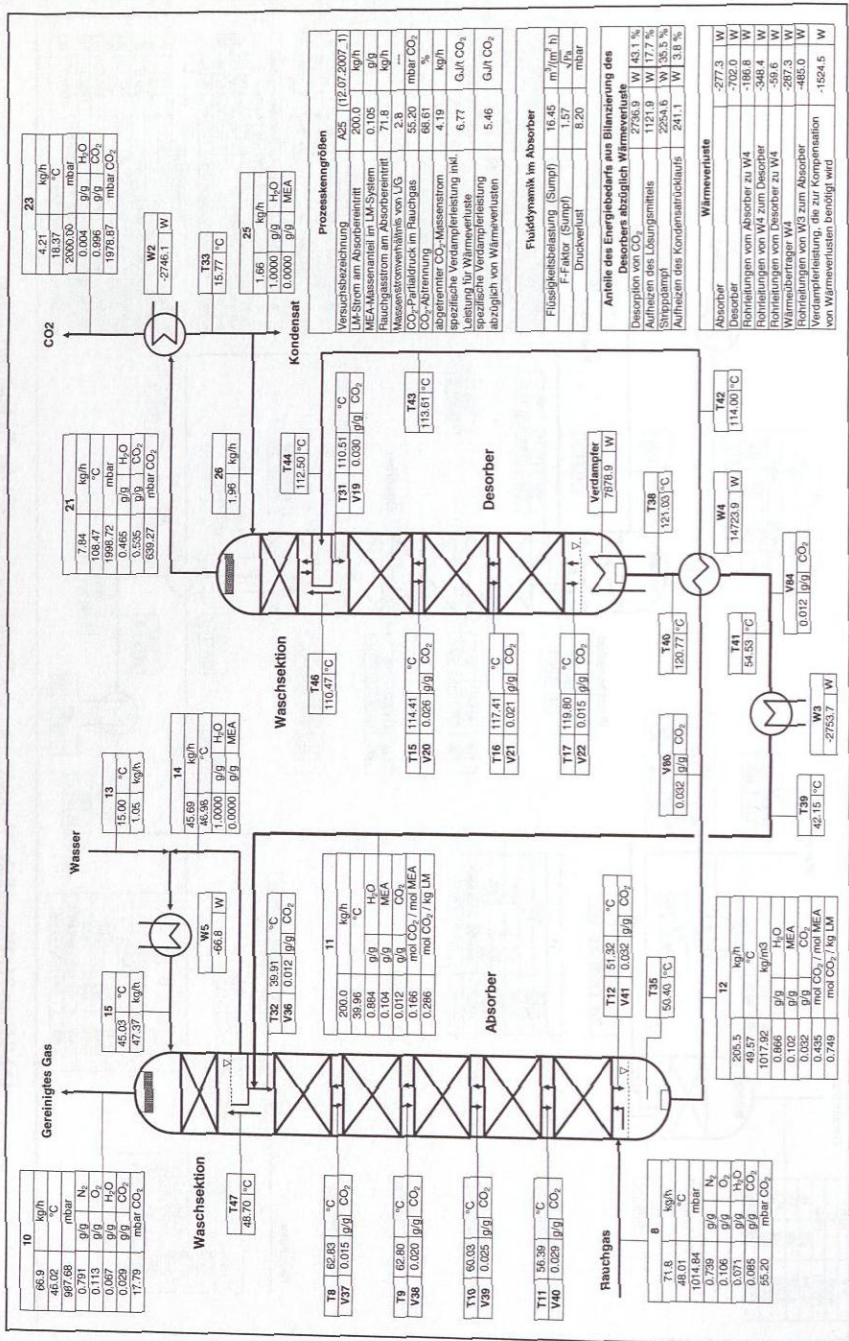 10
66.9 kg/h
46.02 °C
987.68 mbar
0.791 g/g N2
0.113 g/g O2
0.067 g/g H2O
0.029 g/g CO2
17.79 mbar CO2
Gereinigtes Gas
Waschsektion
T47
48.70 °C
15
45.03 °C
47.37 kg/h
W5
-66.8 W
Wasser
13
15.00 °C
1.05 kg/h
14
45.69 kg/h
46.96 °C
1.0000 g/g H2O
0.0000 g/g MEA
T32 39.91 °C
V36 0.012 g/g CO2
11
200.0 kg/h
39.96 °C
0.884 g/g H2O
0.104 g/g MEA
0.012 g/g CO2
0.166 mol CO2 / mol MEA
0.286 mol CO2 / kg LM
Absorber
T8 62.83 °C
V37 0.015 g/g CO2
T9 62.80 °C
V38 0.020 g/g CO2
T10 60.03 °C
V39 0.025 g/g CO2
T11 56.39 °C
V40 0.029 g/g CO2
T12 51.32 °C
V41 0.032 g/g CO2
T35
50.40 °C
Rauchgas
8
71.8 kg/h
48.01 °C
1014.84 mbar
0.739 g/g N2
0.106 g/g O2
0.071 g/g H2O
0.085 g/g CO2
55.20 mbar CO2
12
205.5 kg/h
49.57 °C
1017.92 kg/m3
0.866 g/g H2O
0.102 g/g MEA
0.032 g/g CO2
0.435 mol CO2 / mol MEA
0.749 mol CO2 / kg LM
21
7.84 kg/h
108.47 °C
1998.72 mbar
0.465 g/g H2O
0.535 g/g CO2
639.27 mbar CO2
Waschsektion
T46
110.47 °C
26
1.96 kg/h
T44
112.50 °C
T31 110.51 °C
V19 0.030 g/g CO2
T15 114.41 °C
V20 0.026 g/g CO2
T16 117.41 °C
V21 0.021 g/g CO2
T17 119.80 °C
V22 0.015 g/g CO2
Desorber
Verdampfer
7878.9 W
T43
113.61 °C
T38
121.03 °C
T40
120.77 °C
W4
14723.9 W
T42
114.00 °C
V80
0.032 g/g CO2
T41
54.53 °C
V84
0.012 g/g CO2
T39
42.15 °C
W3
-2753.7 W
CO2
23
4.21 kg/h
18.37 °C
2000.00 mbar
0.004 g/g H2O
0.996 g/g CO2
1978.87 mbar CO2
W2
-2746.1 W
T33
15.77 °C
25
1.66 kg/h
1.0000 g/g H2O
0.0000 g/g MEA
Kondensat
Prozesskenngrößen
Versuchsbezeichnung A25 (12.07.2007_1)
LM-Strom am Absorbereintritt 200.0 kg/h
MEA-Massenanteil im LM-System 0.105 g/g
Rauchgasstrom am Absorbereintritt 71.8 kg/h
Massenstromverhältnis von L/G 2.8 ---
CO2-Partialdruck im Rauchgas 55.20 mbar CO2
CO2-Abtrennung 68.61 %
abgetrennter CO2-Massenstrom 4.19 kg/h
spezifische Verdampferleistung inkl.
Leistung für Wärmeverluste 6.77 GJ/t CO2
spezifische Verdampferleistung
abzüglich von Wärmeverlusten 5.46 GJ/t CO2
Fluiddynamik im Absorber
Flüssigkeitsbelastung (Sumpf) 16.45 m3/(m2 h)
F-Faktor (Sumpf) 1.57 √Pa
Druckverlust 8.20 mbar
Anteile des Energiebedarfs aus Bilanzierung des
Desorbers abzüglich Wärmeverluste
Desorption von CO2 2736.9 W 43.1 %
Aufheizen des Lösungsmittels 1121.9 W 17.7 %
Strippdampf 2254.6 W 35.5 %
Aufheizen des Kondensatrücklaufs 241.1 W 3.8 %
Wärmeverluste
Absorber -277.3 W
Desorber -702.0 W
Rohrleitungen vom Absorber zu W4 -186.8 W
Rohrleitungen von W4 zum Desorber -348.4 W
Rohrleitungen vom Desorber zu W4 -59.6 W
Wärmeübertrager W4 -287.3 W
Rohrleitungen von W3 zum Absorber -485.0 W
Verdampferleistung, die zur Kompensation
von Wärmeverlusten benötigt wird -1524.5 W